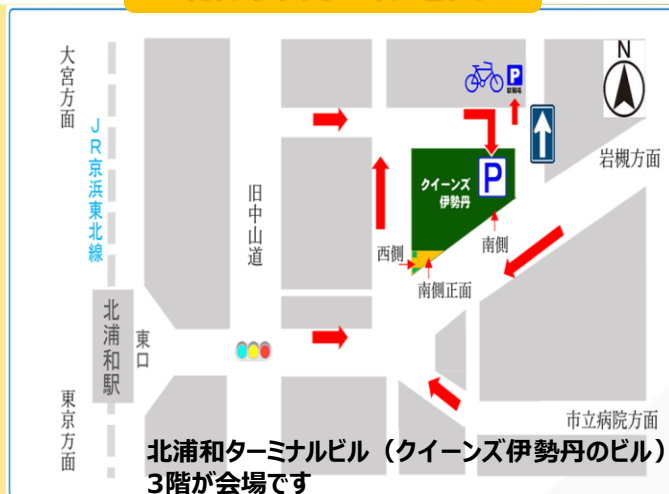 N
大宮方面
JR京浜東北線
旧中山道
P
駐輪場
岩槻方面
クイーンズ
伊勢丹
P
西側
南側
南側正面
北浦和駅
東口
東京方面
市立病院方面
北浦和ターミナルビル（クイーンズ伊勢丹のビル）
3階が会場です